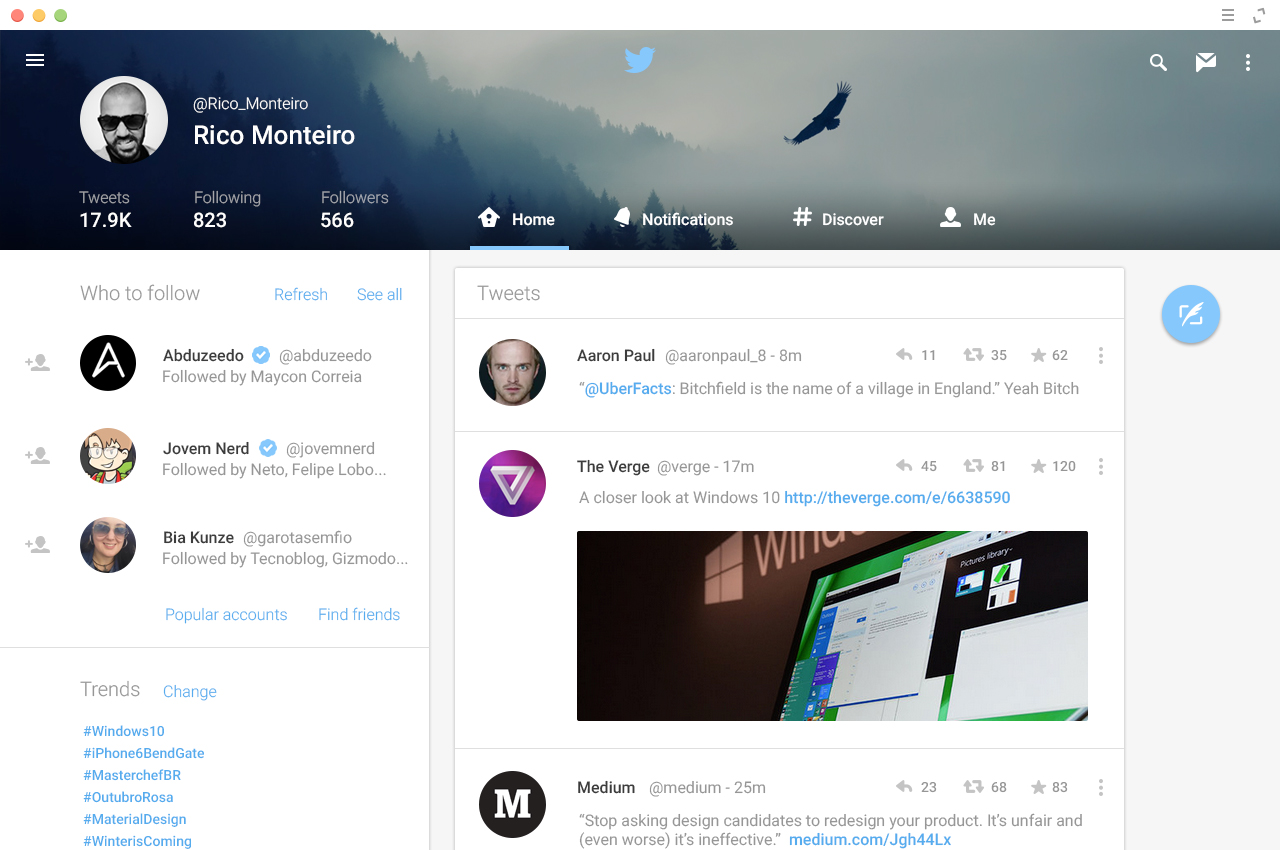 @Rico_Monteiro
Rico Monteiro
Tweets
17.9K
Following
823
Followers
566
Home
Notifications
Discover
Me
Who to follow
Refresh
See all
Abduzeedo @abduzeedo
Followed by Maycon Correia
Jovem Nerd @jovemnerd
Followed by Neto, Felipe Lobo...
Bia Kunze @garotasemfio
Followed by Tecnoblog, Gizmodo...
Popular accounts
Find friends
Trends
Change
#Windows10
#iPhone6BendGate
#MasterchefBR
#OutubroRosa
#MaterialDesign
#WinterisComing
Tweets
Aaron Paul @aaronpaul_8 - 8m
11 35 62
“@UberFacts: Bitchfield is the name of a village in England.” Yeah Bitch
The Verge @verge - 17m
45 81 120
A closer look at Windows 10 http://theverge.com/e/6638590
Pictures library
M
Medium @medium - 25m
23 68 83
“Stop asking design candidates to redesign your product. It’s unfair and
(even worse) it’s ineffective.” medium.com/Jgh44Lx